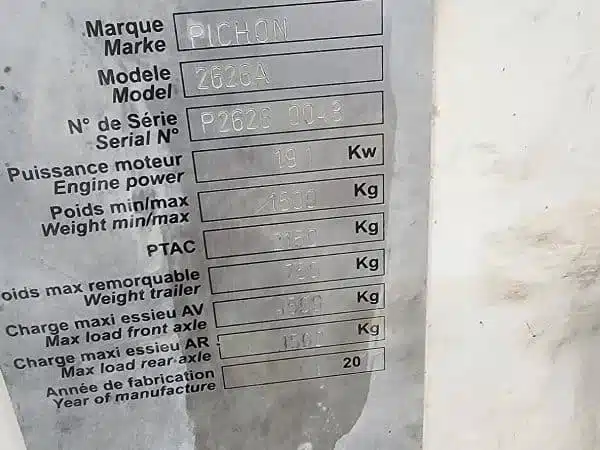 Marque PICHON
Marke
Modele 2626A
Model
N° de Série
Serial N°
Puissance moteur Kw
Engine power
Poids min/max Kg
Weight min/max
PTAC Kg
oids max remorquable Kg
Weight trailer
Charge maxi essieu AV Kg
Max load front axle
Charge maxi essieu AR Kg
Max load rear axle
Année de fabrication 20
Year of manufacture